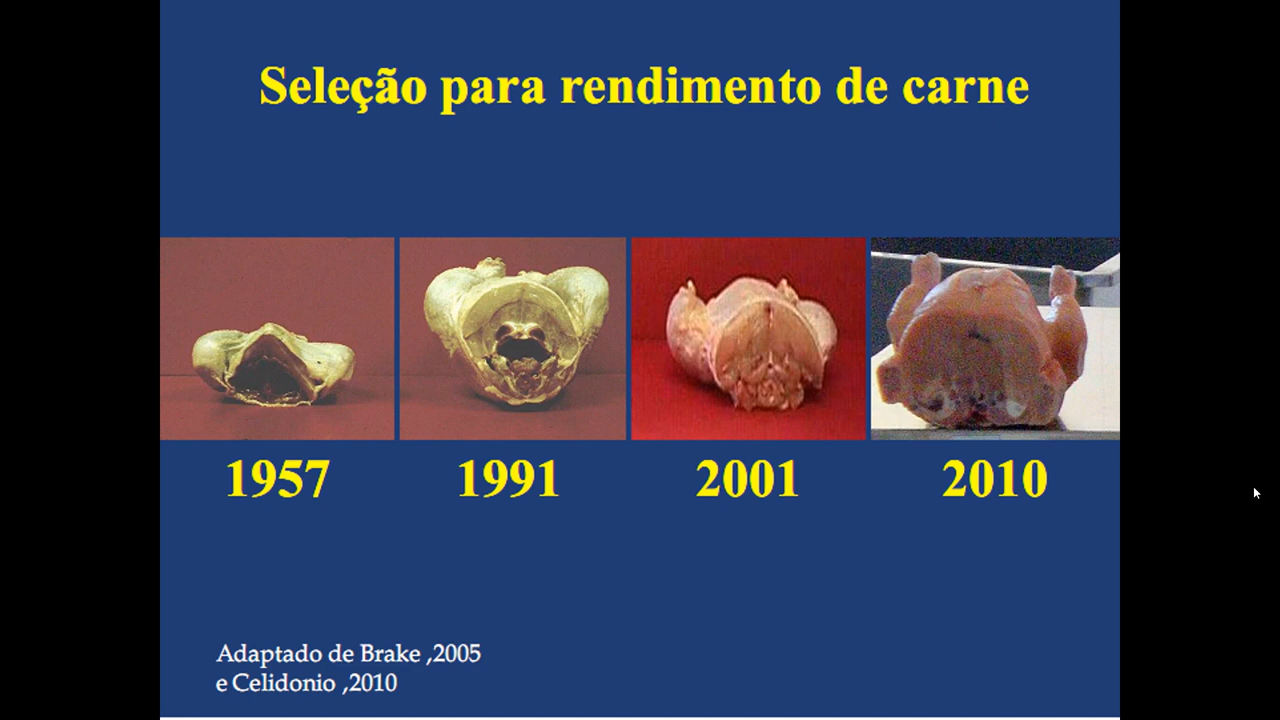 Seleção para rendimento de carne
1957
1991
2001
2010
Adaptado de Brake ,2005
e Celidonio ,2010